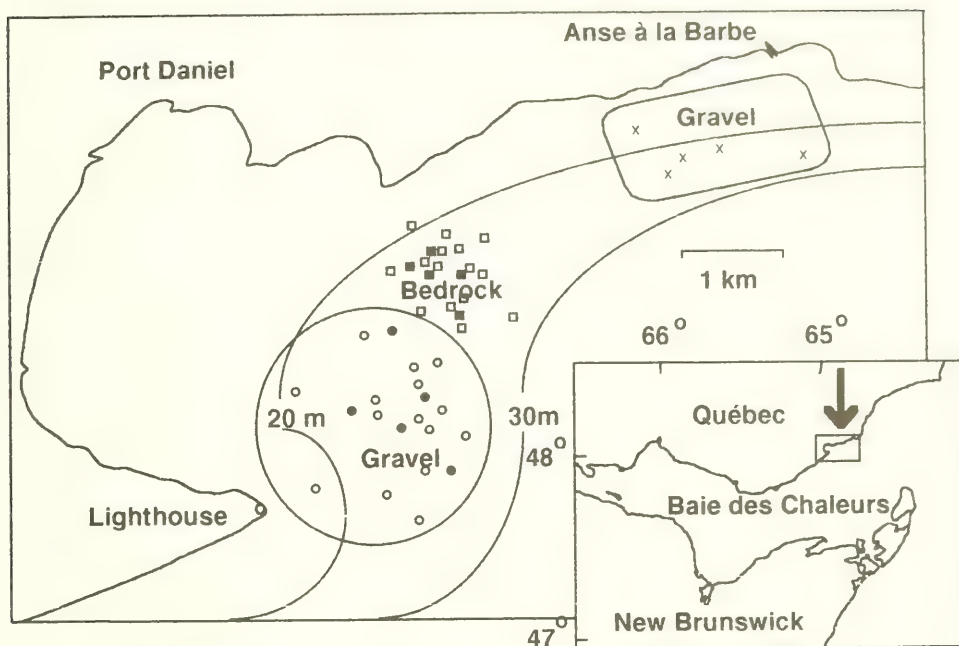 Anse à la Barbe
Port Daniel
Gravel
Bedrock
1 km
66°
65°
20 m
30m
Gravel
Québec
48°
Lighthouse
Baie des Chaleurs
New Brunswick
47°